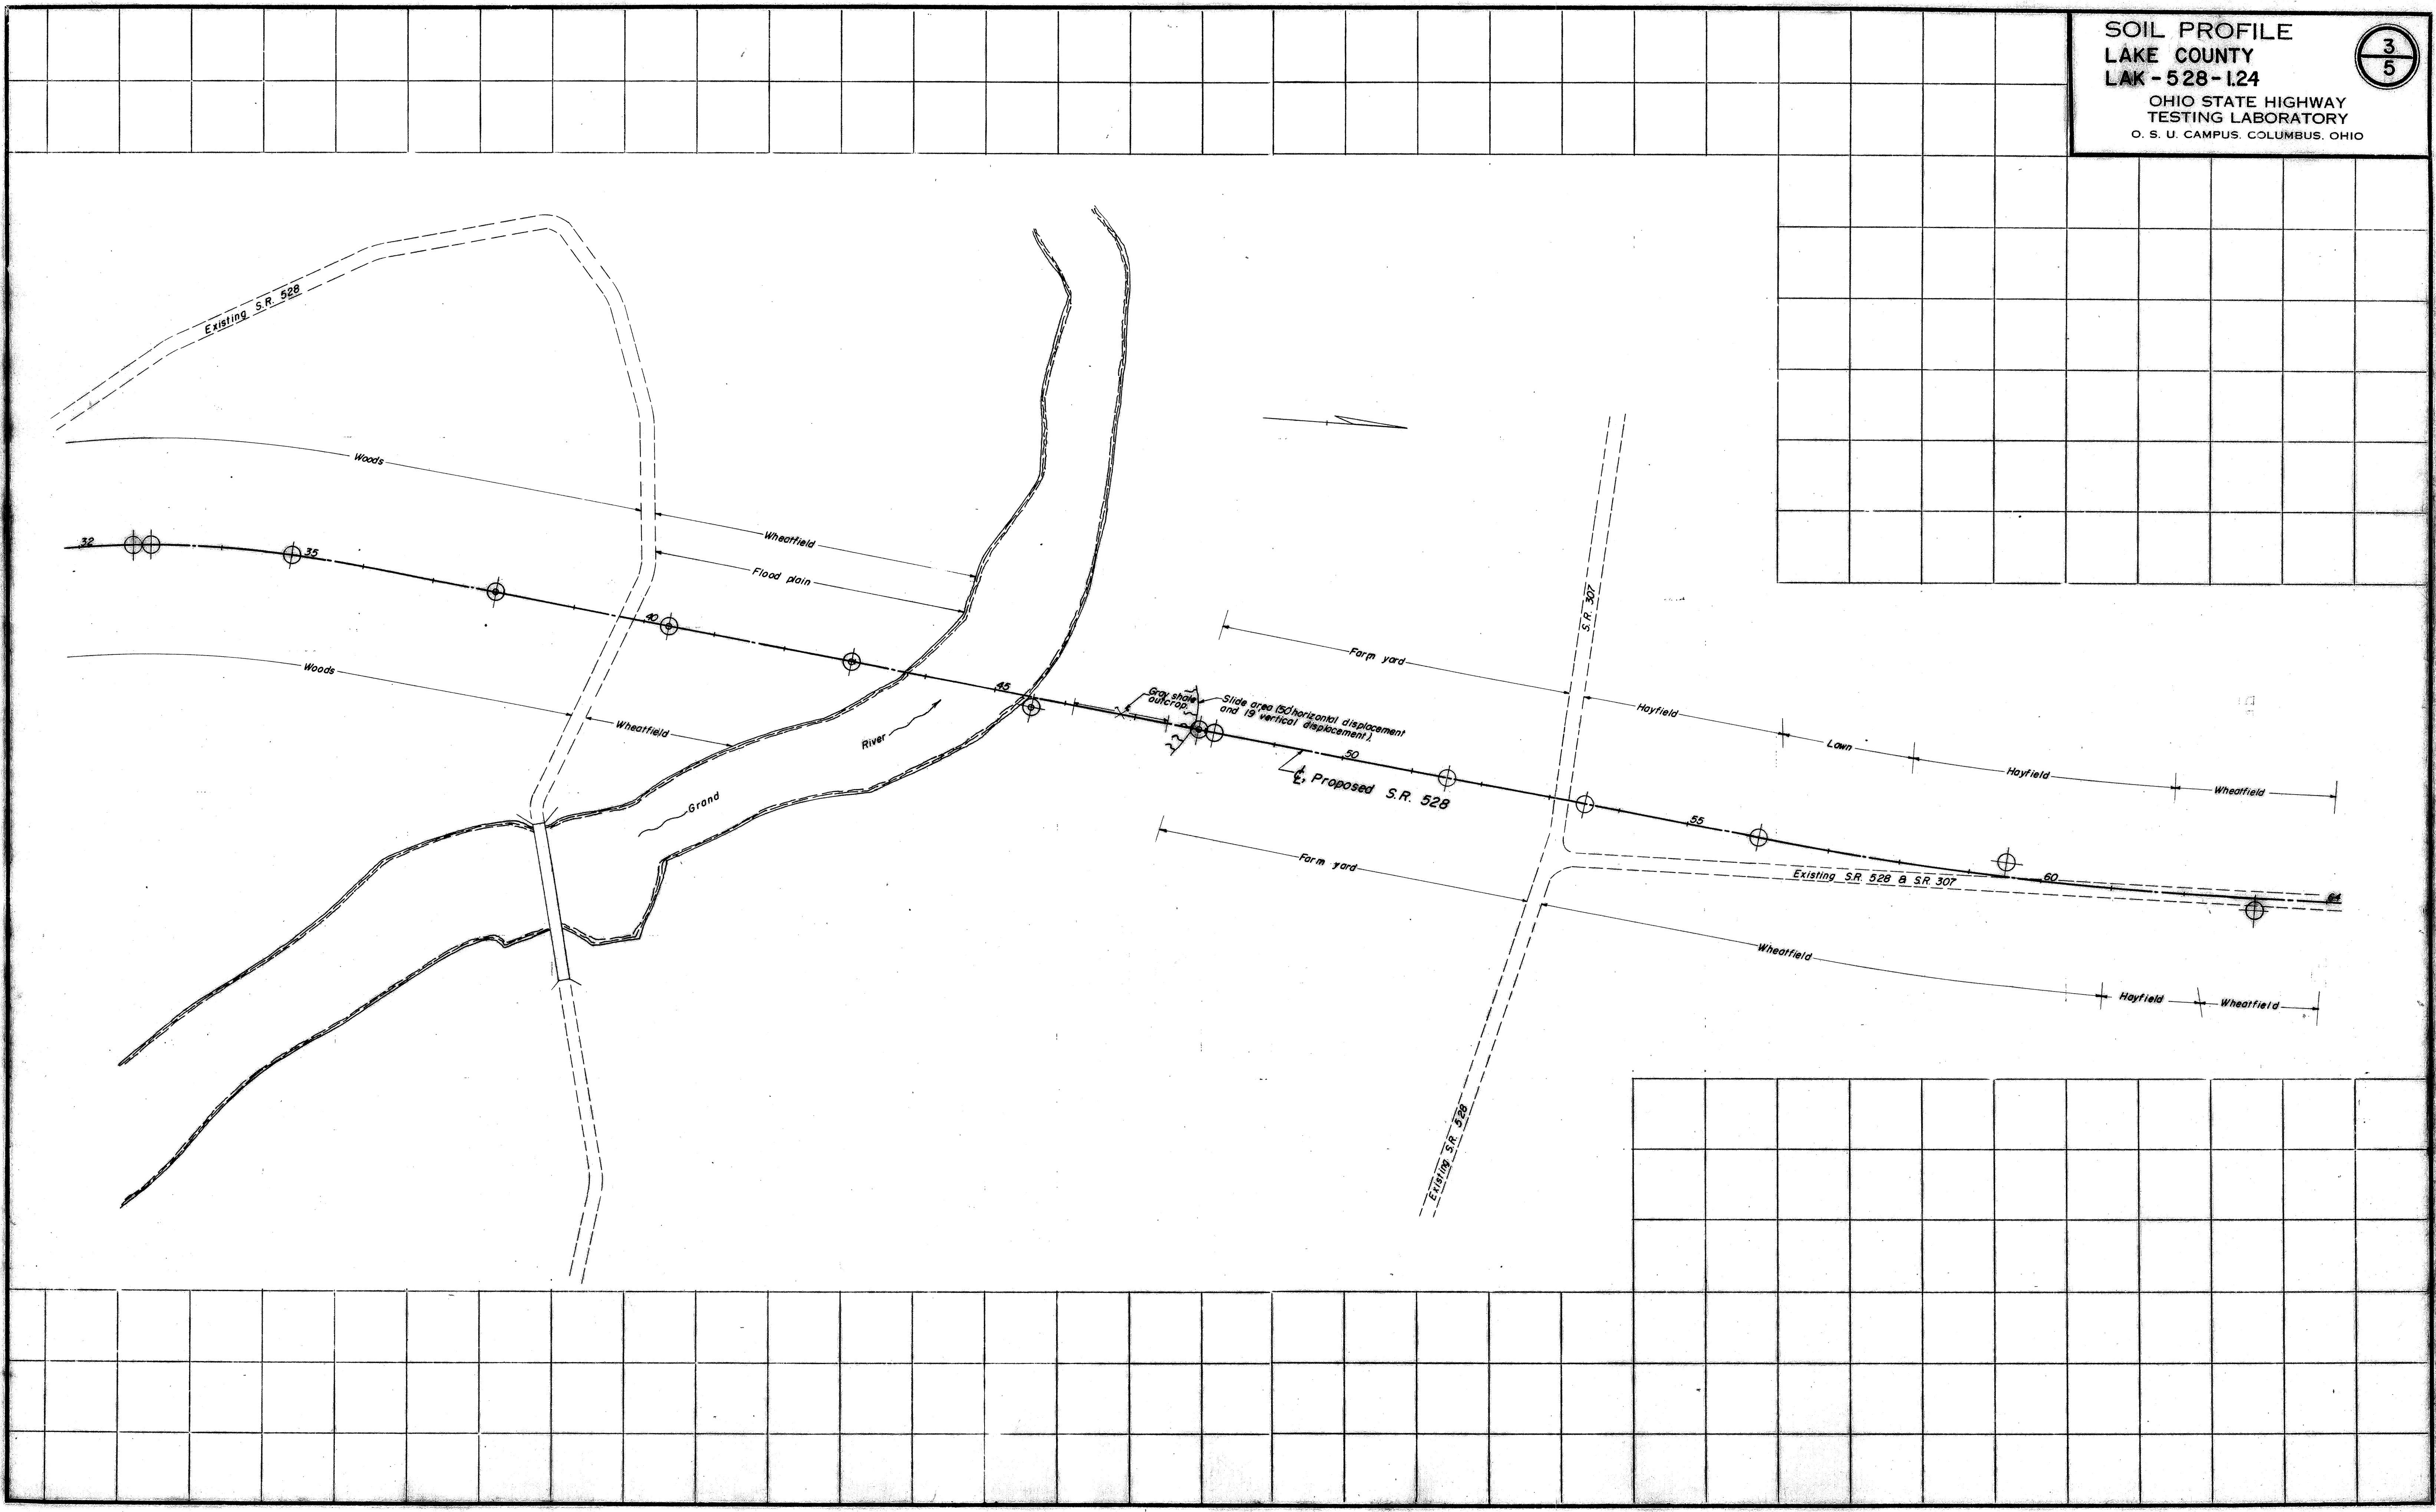 SOIL PROFILE
LAKE COUNTY
LAK-528-1.24
OHIO STATE HIGHWAY
TESTING LABORATORY
O. S. U. CAMPUS. COLUMBUS. OHIO
3
5
Existing S.R. 528
Woods
32
35
Woods
Wheatfield
Flood plain
40
Wheatfield
45
River
Grand
Gray shale
outcrop.
Slide area (50' horizontal displacement
and 19' vertical displacement).
50
℄, Proposed S.R. 528
Farm yard
Farm yard
S.R. 307
Hayfield
Lawn
Hayfield
Wheatfield
55
Existing S.R. 528 & S.R. 307
60
64
Wheatfield
Hayfield
Wheatfield
Existing S.R. 528